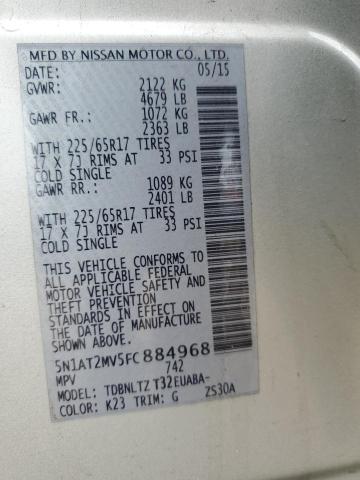 MFD BY NISSAN MOTOR CO., LTD.
DATE: 05/15
GVWR: 2122 KG
4679 LB
GAWR FR.: 1072 KG
2363 LB
WITH 225/65R17 TIRES
17 X 7J RIMS AT 33 PSI
COLD SINGLE
GAWR RR.: 1089 KG
2401 LB
WITH 225/65R17 TIRES
17 X 7J RIMS AT 33 PSI
COLD SINGLE
THIS VEHICLE CONFORMS TO
ALL APPLICABLE FEDERAL
MOTOR VEHICLE SAFETY AND
THEFT PREVENTION
STANDARDS IN EFFECT ON
THE DATE OF MANUFACTURE
SHOWN ABOVE.
5N1AT2MV5FC884968
MPV 742
TDBNLTZ T32EUABA-
COLOR: K23 TRIM: G ZS30A